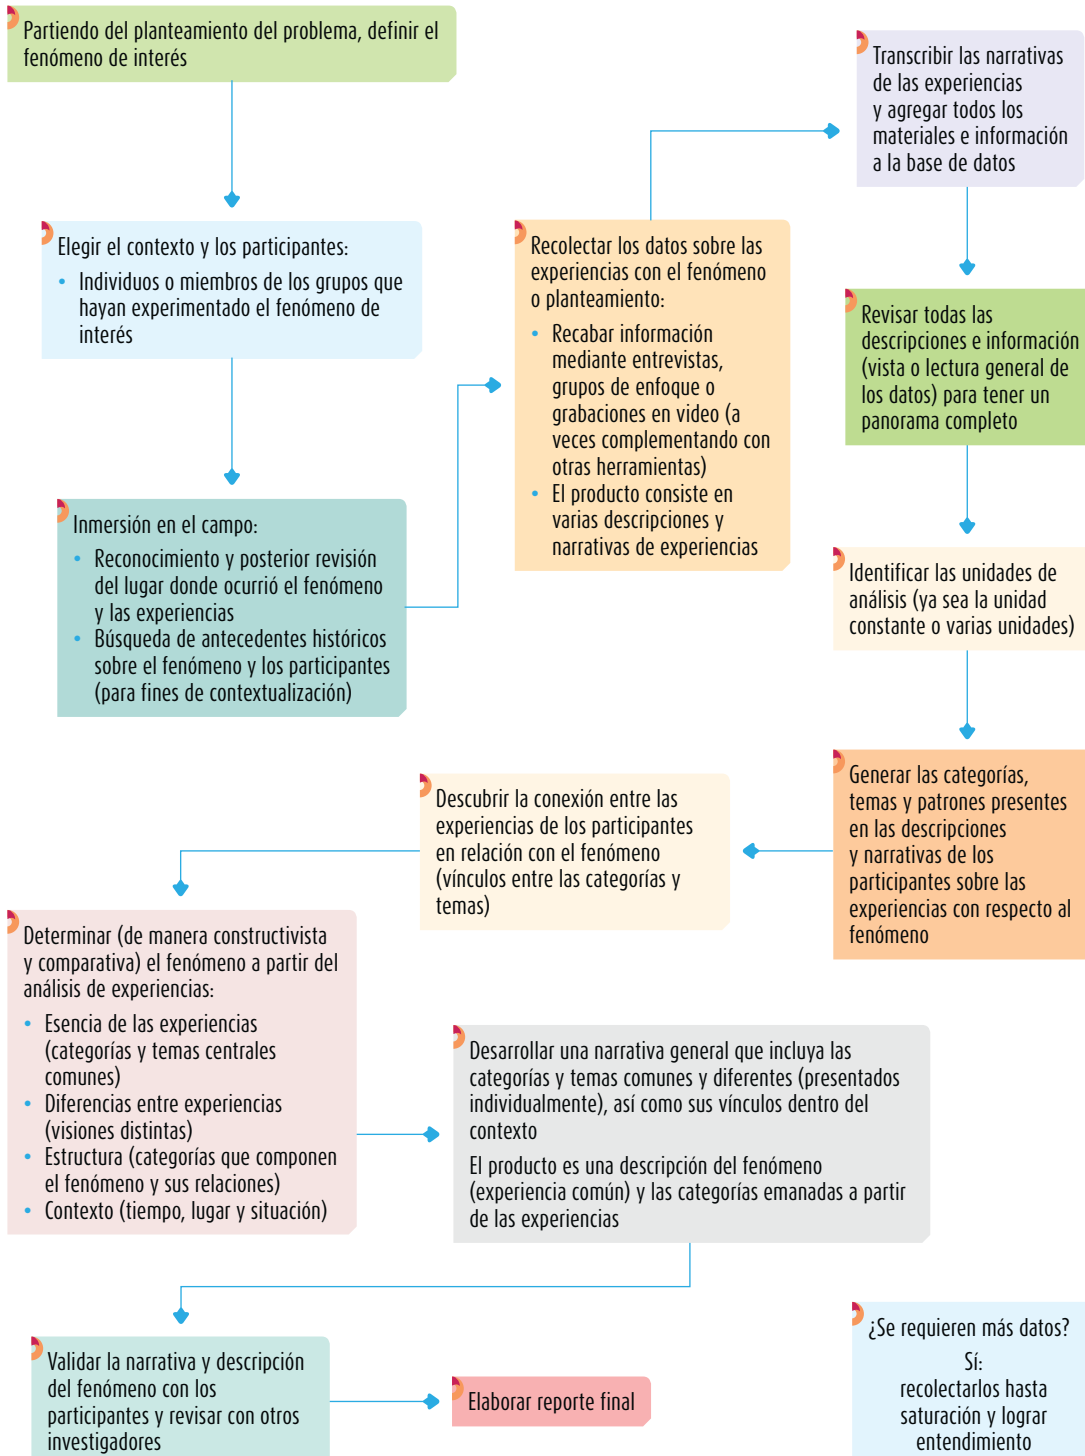 Partiendo del planteamiento del problema, definir el
fenómeno de interés
Elegir el contexto y los participantes:
• Individuos o miembros de los grupos que
hayan experimentado el fenómeno de
interés
Inmersión en el campo:
• Reconocimiento y posterior revisión
del lugar donde ocurrió el fenómeno
y las experiencias
• Búsqueda de antecedentes históricos
sobre el fenómeno y los participantes
(para fines de contextualización)
Recolectar los datos sobre las
experiencias con el fenómeno
o planteamiento:
• Recabar información
mediante entrevistas,
grupos de enfoque o
grabaciones en video (a
veces complementando con
otras herramientas)
• El producto consiste en
varias descripciones y
narrativas de experiencias
Transcribir las narrativas
de las experiencias
y agregar todos los
materiales e información
a la base de datos
Revisar todas las
descripciones e información
(vista o lectura general de
los datos) para tener un
panorama completo
Identificar las unidades de
análisis (ya sea la unidad
constante o varias unidades)
Generar las categorías,
temas y patrones presentes
en las descripciones
y narrativas de los
participantes sobre las
experiencias con respecto al
fenómeno
Descubrir la conexión entre las
experiencias de los participantes
en relación con el fenómeno
(vínculos entre las categorías y
temas)
Determinar (de manera constructivista
y comparativa) el fenómeno a partir del
análisis de experiencias:
• Esencia de las experiencias
(categorías y temas centrales
comunes)
• Diferencias entre experiencias
(visiones distintas)
• Estructura (categorías que componen
el fenómeno y sus relaciones)
• Contexto (tiempo, lugar y situación)
Desarrollar una narrativa general que incluya las
categorías y temas comunes y diferentes (presentados
individualmente), así como sus vínculos dentro del
contexto
El producto es una descripción del fenómeno
(experiencia común) y las categorías emanadas a partir
de las experiencias
Validar la narrativa y descripción
del fenómeno con los
participantes y revisar con otros
investigadores
Elaborar reporte final
¿Se requieren más datos?
Sí:
recolectarlos hasta
saturación y lograr
entendimiento